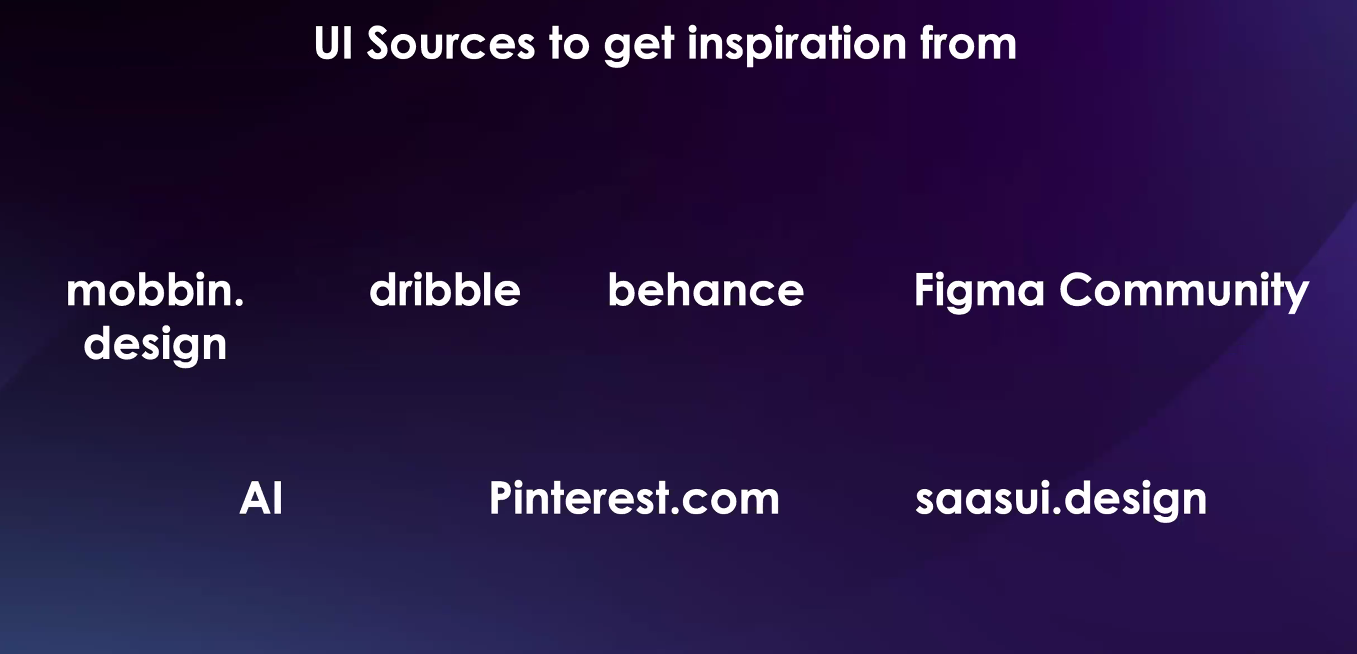 UI Sources to get inspiration from
mobbin.
design
dribble
behance
Figma Community
AI
Pinterest.com
saasui.design